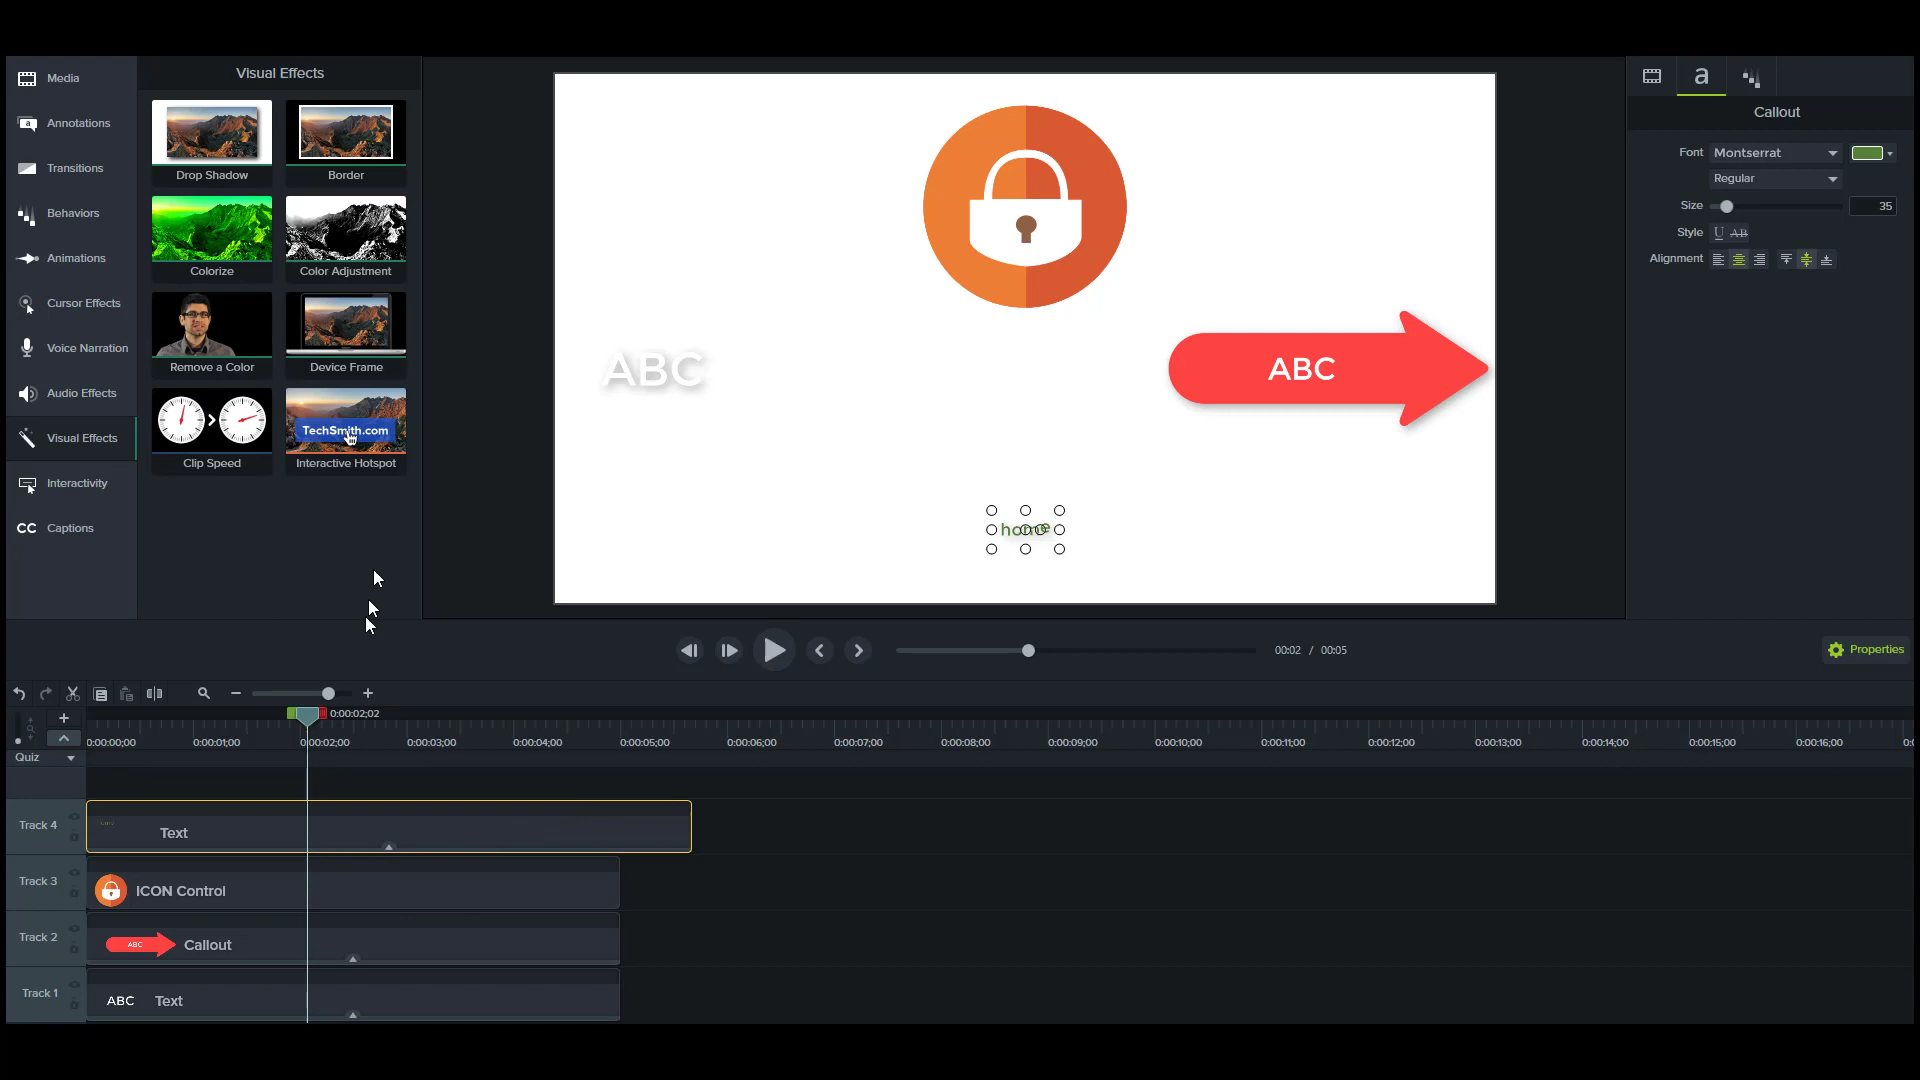 Media
Annotations
Transitions
Behaviors
Animations
Cursor Effects
Voice Narration
Audio Effects
Visual Effects
Interactivity
CC Captions
Visual Effects
Drop Shadow
Border
Colorize
Color Adjustment
Remove a Color
Device Frame
TechSmith.com
Clip Speed
Interactive Hotspot
ABC
ABC
home
a
Callout
Font Montserrat
Regular
Size 35
Style U AB
Alignment
00:02 / 00:05
Properties
0:00:02;02
0:00:00;00 0:00:01;00 0:00:02;00 0:00:03;00 0:00:04;00 0:00:05;00 0:00:06;00 0:00:07;00 0:00:08;00 0:00:09;00 0:00:10;00 0:00:11;00 0:00:12;00 0:00:13;00 0:00:14;00 0:00:15;00 0:00:16;00
Quiz
Track 4 Text
Track 3 ICON Control
Track 2 ABC Callout
Track 1 ABC Text